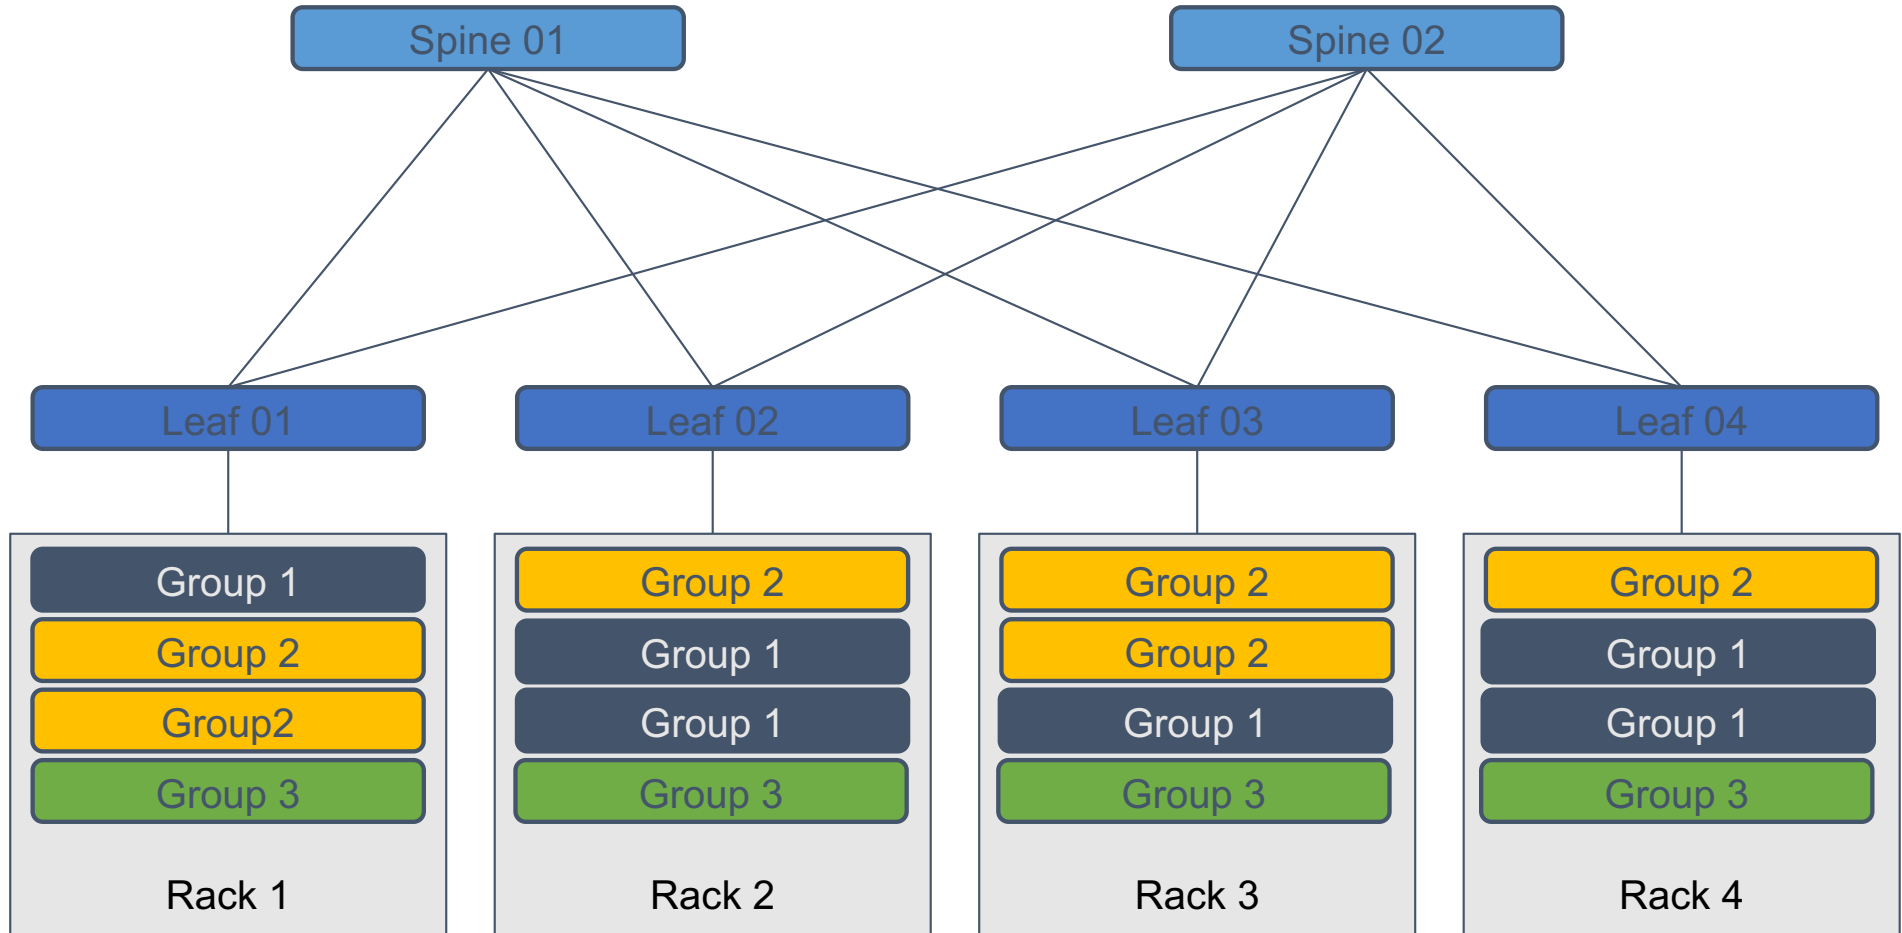 Spine 01
Spine 02
Leaf 01
Leaf 02
Leaf 03
Leaf 04
Group 1
Group 2
Group2
Group 3
Rack 1
Group 2
Group 1
Group 1
Group 3
Rack 2
Group 2
Group 2
Group 1
Group 3
Rack 3
Group 2
Group 1
Group 1
Group 3
Rack 4